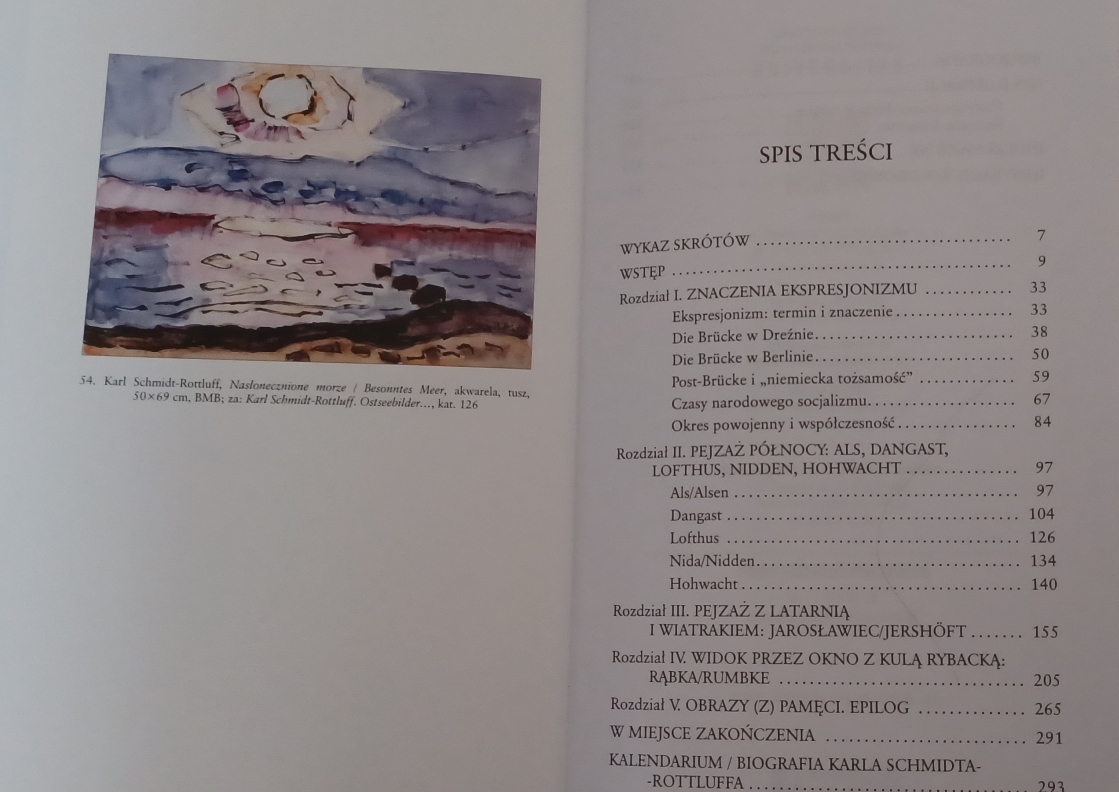 54. Karl Schmidt-Rottluff, Nasłonecznione morze / Besonntes Meer, akwarela, tusz,
50×69 cm, BMB; za: Karl Schmidt-Rottluff. Ostseebilder..., kat. 126
SPIS TREŚCI
WYKAZ SKRÓTÓW . . . . . . . . . . . . . . . . . . . . 7
WSTĘP . . . . . . . . . . . . . . . . . . . . 9
Rozdział I. ZNACZENIA EKSPRESJONIZMU . . . . . . . . . . . . 33
Ekspresjonizm: termin i znaczenie . . . . . . . . . . . . . . . . 33
Die Brücke w Dreźnie. . . . . . . . . . . . . . . . . . . . 38
Die Brücke w Berlinie. . . . . . . . . . . . . . . . . . . . 50
Post-Brücke i „niemiecka tożsamość” . . . . . . . . . . . . . 59
Czasy narodowego socjalizmu. . . . . . . . . . . . . . . . . . . . 67
Okres powojenny i współczesność . . . . . . . . . . . . . . . . 84
Rozdział II. PEJZAŻ PÓŁNOCY: ALS, DANGAST,
LOFTHUS, NIDDEN, HOHWACHT . . . . . . . . . . . . . . . 97
Als/Alsen . . . . . . . . . . . . . . . . . . . . 97
Dangast . . . . . . . . . . . . . . . . . . . . 104
Lofthus . . . . . . . . . . . . . . . . . . . . 126
Nida/Nidden. . . . . . . . . . . . . . . . . . . . 134
Hohwacht . . . . . . . . . . . . . . . . . . . . 140
Rozdział III. PEJZAŻ Z LATARNIĄ
I WIATRAKIEM: JAROSŁAWIEC/JERSHÖFT . . . . . . . 155
Rozdział IV. WIDOK PRZEZ OKNO Z KULĄ RYBACKĄ:
RĄBKA/RUMBKE . . . . . . . . . . . . . . . . . . . . 205
Rozdział V. OBRAZY (Z) PAMIĘCI. EPILOG . . . . . . . . . . . . . . 265
W MIEJSCE ZAKOŃCZENIA . . . . . . . . . . . . . . . . . . . . 291
KALENDARIUM / BIOGRAFIA KARLA SCHMIDTA-
-ROTTLUFFA . . . . . . . . . . . . . . . . . . . . 293